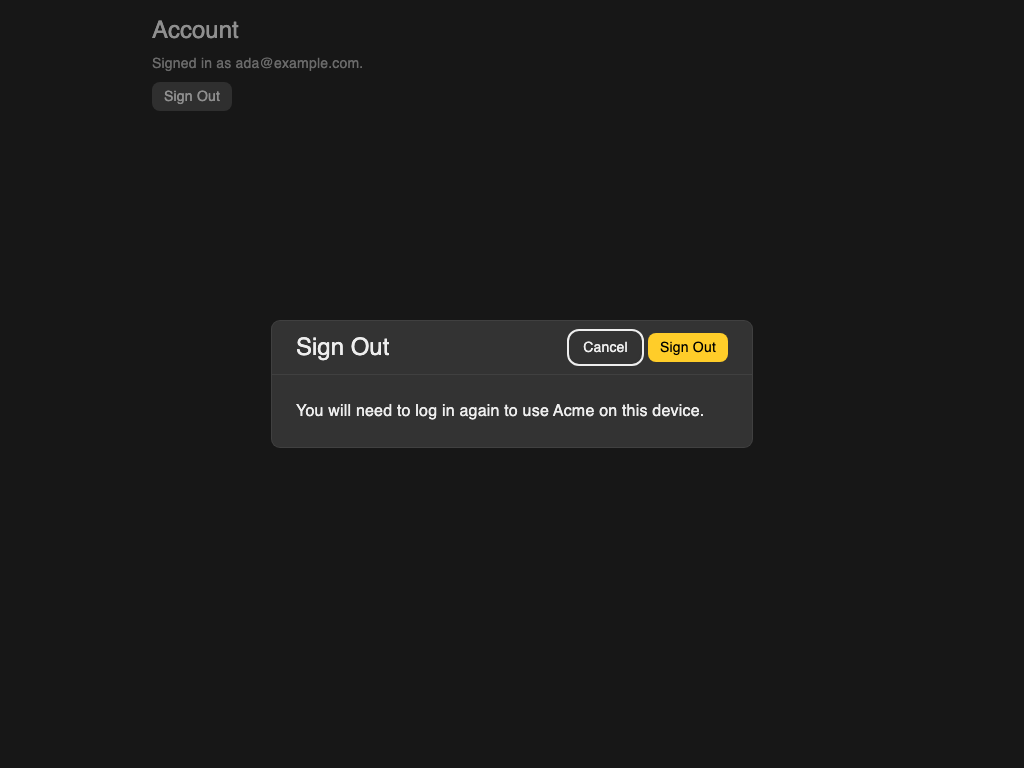 Account
Signed in as ada@example.com.
Sign Out
Sign Out
Cancel
Sign Out
You will need to log in again to use Acme on this device.